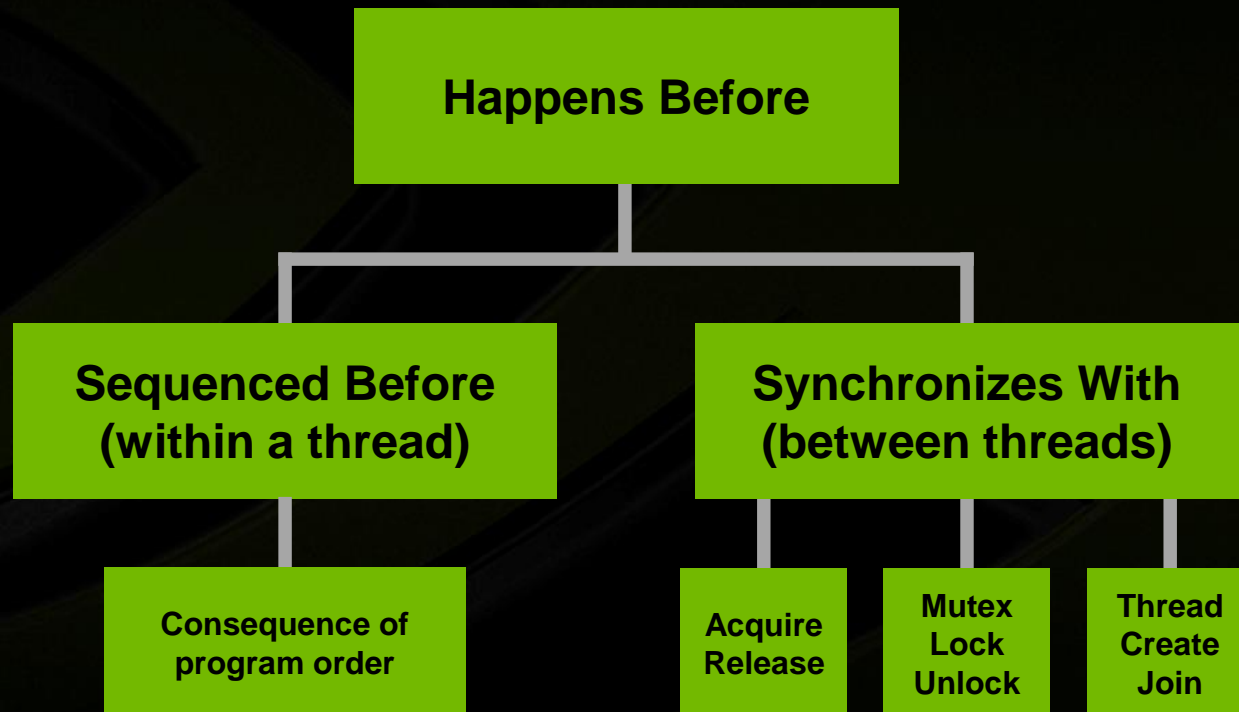 Happens Before
Sequenced Before
(within a thread)
Synchronizes With
(between threads)
Consequence of
program order
Acquire
Release
Mutex
Lock
Unlock
Thread
Create
Join